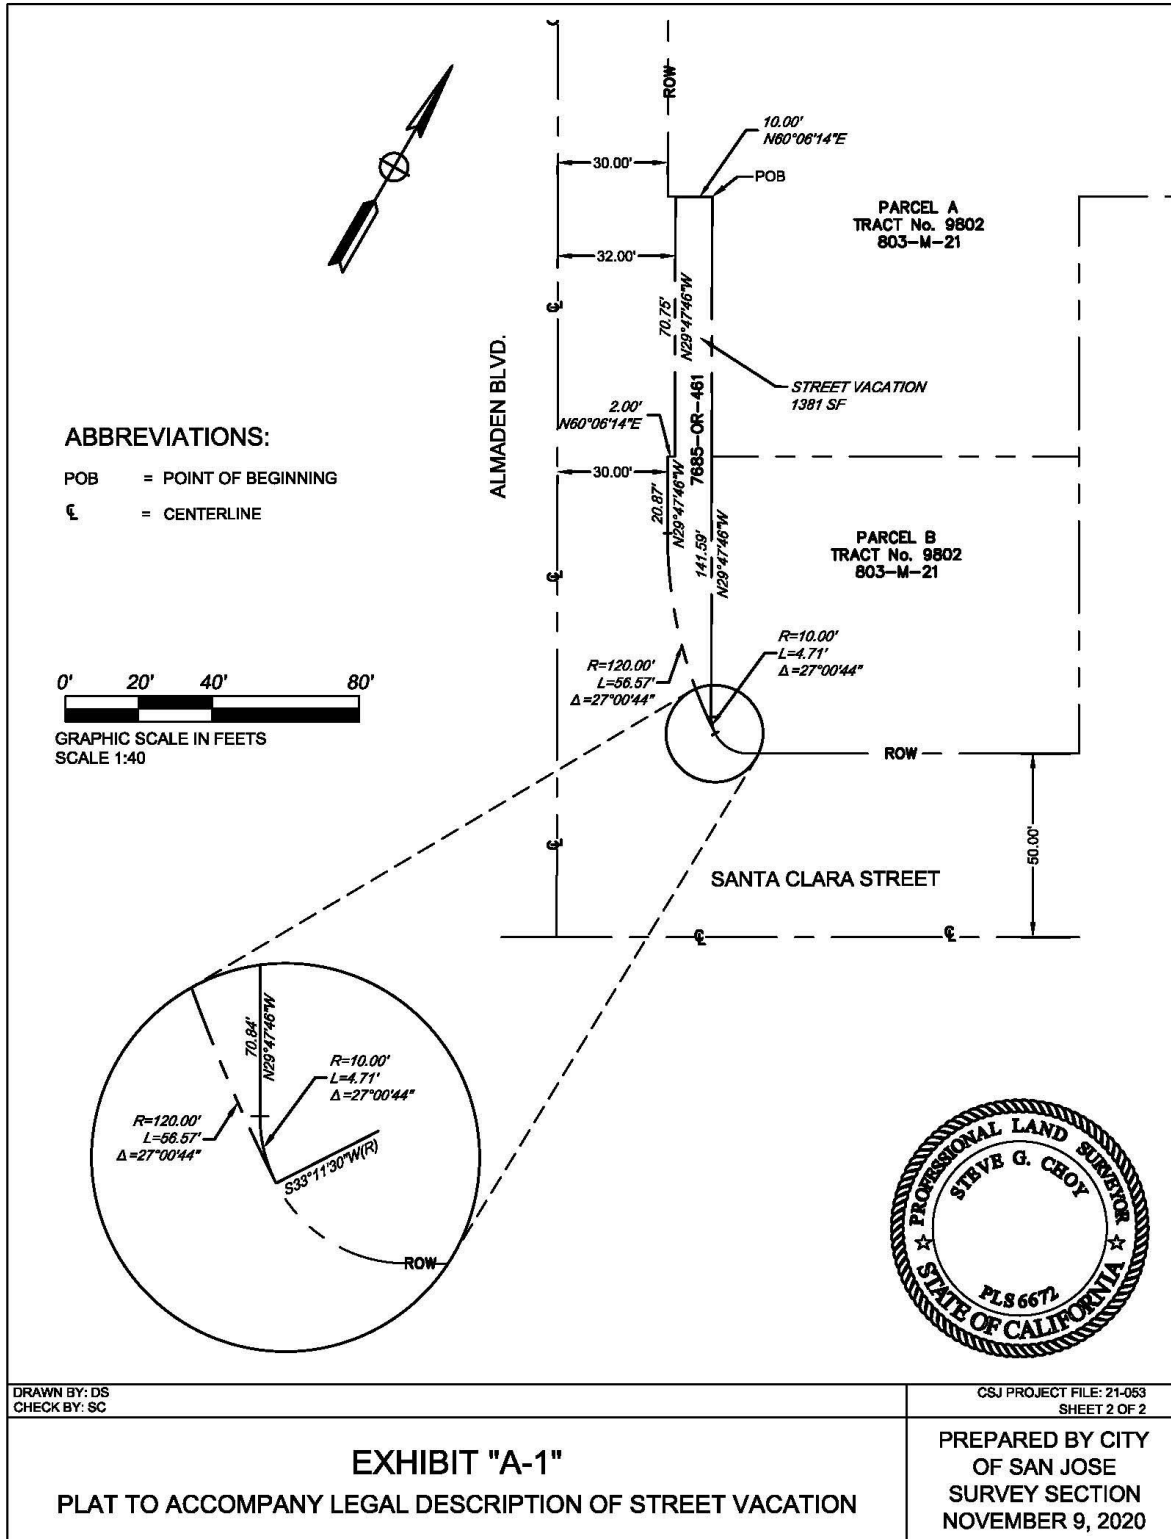 ROW
10.00'
N60°06'14"E
30.00'
POB
PARCEL A
TRACT No. 9802
803-M-21
32.00'
70.75'
N29°47'46"W
ALMADEN BLVD.
STREET VACATION
1381 SF
2.00'
N60°06'14"E
7685-OR-461
ABBREVIATIONS:
POB = POINT OF BEGINNING
℄ = CENTERLINE
30.00'
20.87'
N29°47'46"W
141.59'
N29°47'46"W
PARCEL B
TRACT No. 9802
803-M-21
R=10.00'
L=4.71'
Δ=27°00'44"
R=120.00'
L=56.57'
Δ=27°00'44"
0' 20' 40' 80'
GRAPHIC SCALE IN FEETS
SCALE 1:40
ROW
50.00'
SANTA CLARA STREET
℄
℄
℄
℄
℄
70.84'
N29°47'46"W
R=10.00'
L=4.71'
Δ=27°00'44"
R=120.00'
L=56.57'
Δ=27°00'44"
S33°11'30"W(R)
ROW
PROFESSIONAL LAND SURVEYOR
STEVE G. CHOY
PLS 6672
STATE OF CALIFORNIA
DRAWN BY: DS
CHECK BY: SC
CSJ PROJECT FILE: 21-053
SHEET 2 OF 2
EXHIBIT "A-1"
PLAT TO ACCOMPANY LEGAL DESCRIPTION OF STREET VACATION
PREPARED BY CITY
OF SAN JOSE
SURVEY SECTION
NOVEMBER 9, 2020